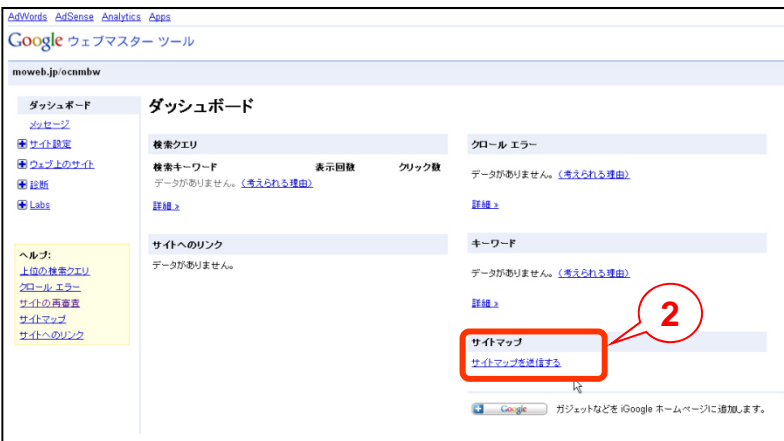 AdWords AdSense Analytics Apps
Google ウェブマスター ツール
moweb.jp/ocnmbw
ダッシュボード
メッセージ
サイト設定
ウェブ上のサイト
診断
Labs
ヘルプ:
上位の検索クエリ
クロール エラー
サイトの再審査
サイトマップ
サイトへのリンク
ダッシュボード
検索クエリ
検索キーワード 表示回数 クリック数
データがありません。(考えられる理由)
詳細 »
サイトへのリンク
データがありません。
クロール エラー
データがありません。(考えられる理由)
詳細 »
キーワード
データがありません。(考えられる理由)
詳細 »
2
サイトマップ
サイトマップを送信する
Google ガジェットなどを iGoogle ホームページに追加します。